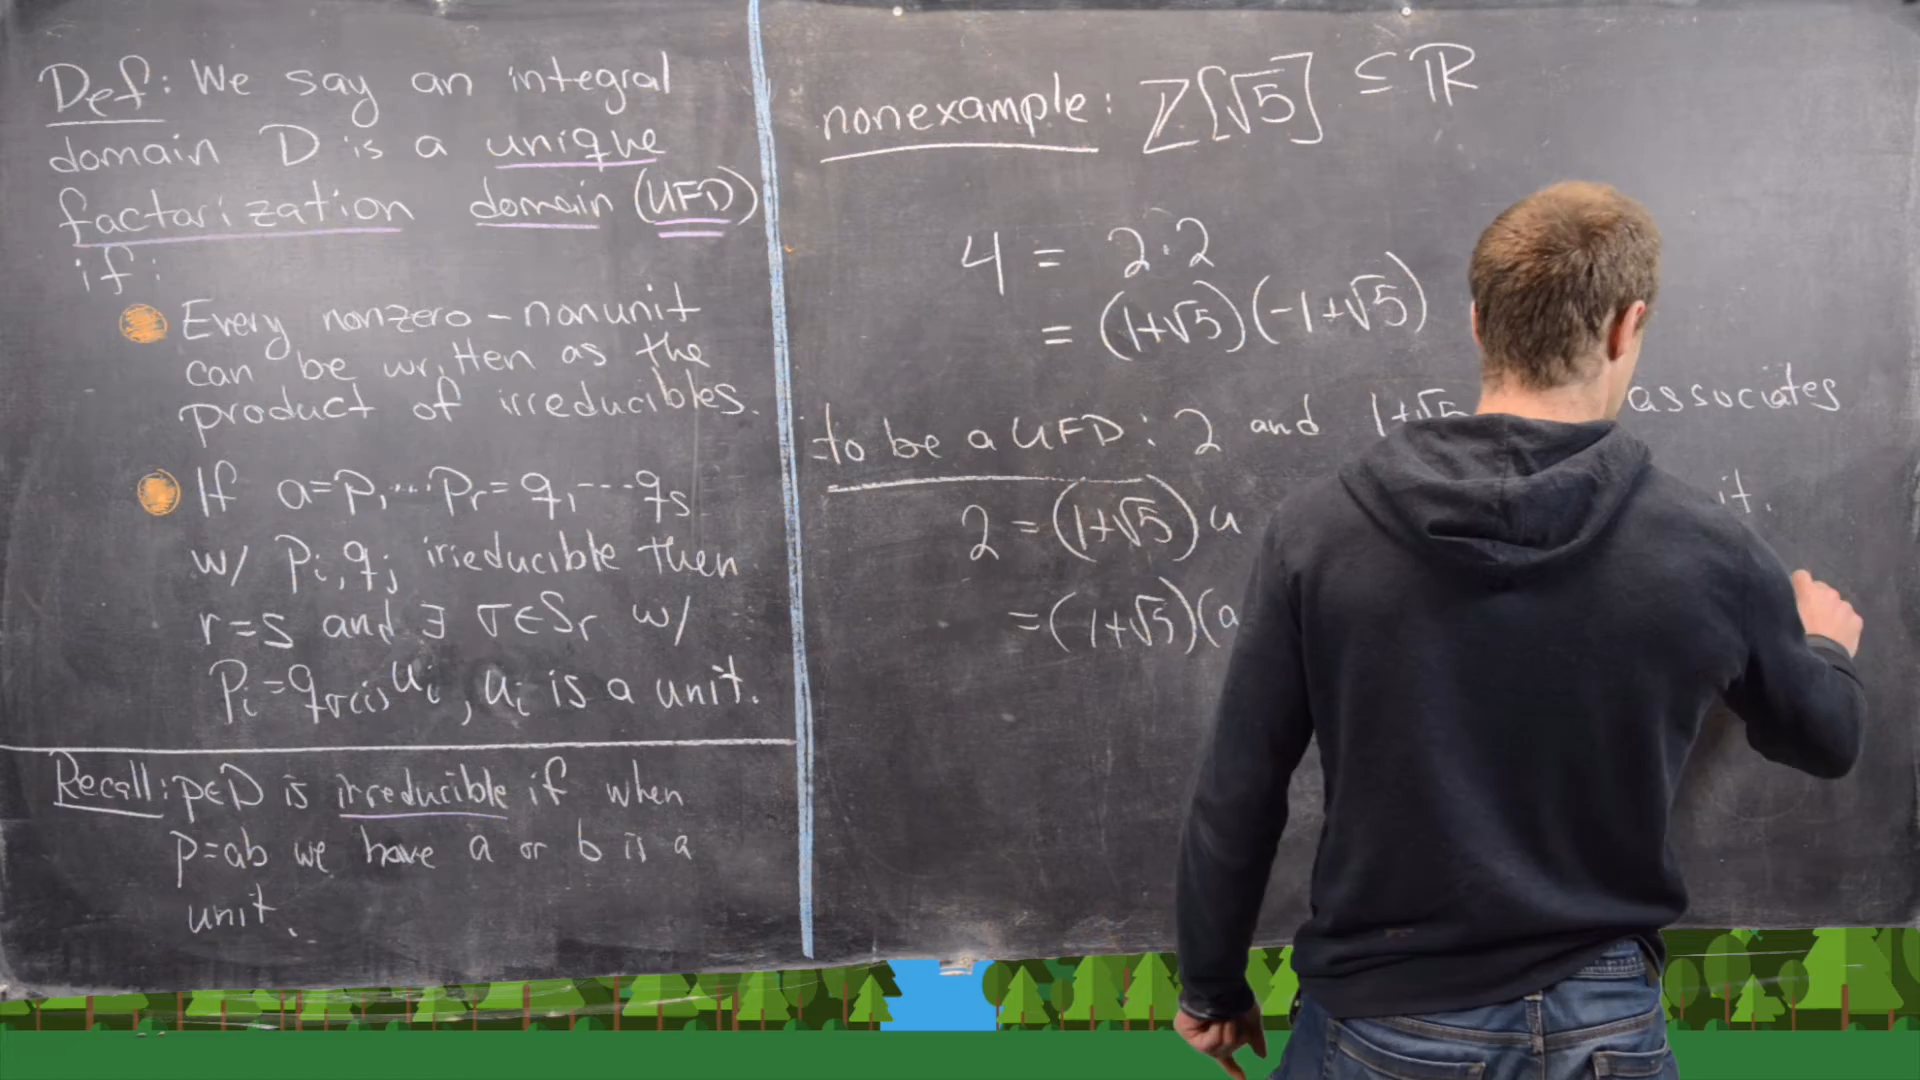 Def: We say an integral
domain D is a unique
factorization domain (UFD)
if:
Every nonzero-nonunit
can be written as the
product of irreducibles.
If a=p₁...pᵣ=q₁---qₛ
w/ pᵢ,qⱼ irreducible then
r=s and ∃ σ∈Sᵣ w/
pᵢ=q_σ(i)uᵢ, uᵢ is a unit.
Recall: p∈D is irreducible if when
p=ab we have a or b is a
unit.
nonexample: ℤ[√5] ⊆ ℝ
4 = 2·2
= (1+√5)(-1+√5)
to be a UFD: 2 and 1+√5 associates
2 = (1+√5)u
=(1+√5)(a